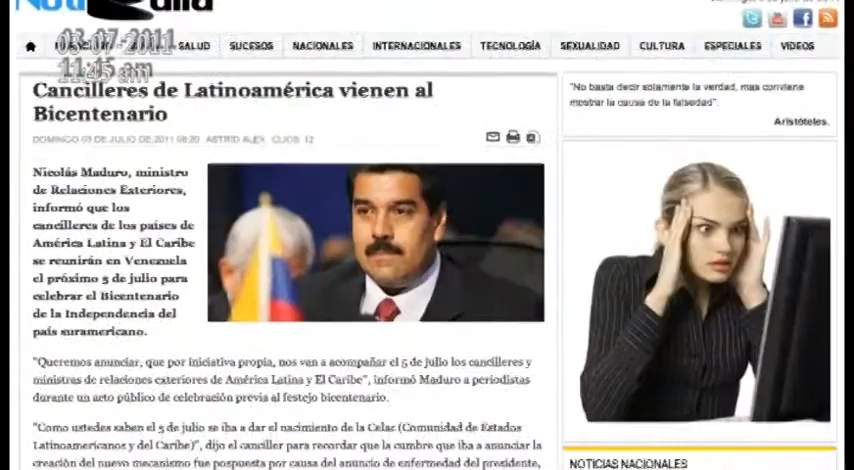 03-07-2011
11:45 am
SALUD
SUCESOS
NACIONALES
INTERNACIONALES
TECNOLOGÍA
SEXUALIDAD
CULTURA
ESPECIALES
VIDEOS
Cancilleres de Latinoamérica vienen al
Bicentenario
DOMINGO 03 DE JULIO DE 2011 08:29 ASTRID ALEX CLICS 12
Nicolás Maduro, ministro
de Relaciones Exteriores,
informó que los
cancilleres de los países de
América Latina y El Caribe
se reunirán en Venezuela
el próximo 5 de julio para
celebrar el Bicentenario
de la Independencia del
país suramericano.
"Queremos anunciar, que por iniciativa propia, nos van a acompañar el 5 de julio los cancilleres y
ministras de relaciones exteriores de América Latina y El Caribe", informó Maduro a periodistas
durante un acto público de celebración previa al festejo bicentenario.
"Como ustedes saben el 5 de julio se iba a dar el nacimiento de la Celac (Comunidad de Estados
Latinoamericanos y del Caribe)", dijo el canciller para recordar que la cumbre que iba a anunciar la
creación del nuevo mecanismo fue pospuesta por causa del anuncio de enfermedad del presidente,
"No basta decir solamente la verdad, mas conviene
mostrar la causa de la falsedad".
Aristóteles.
NOTICIAS NACIONALES